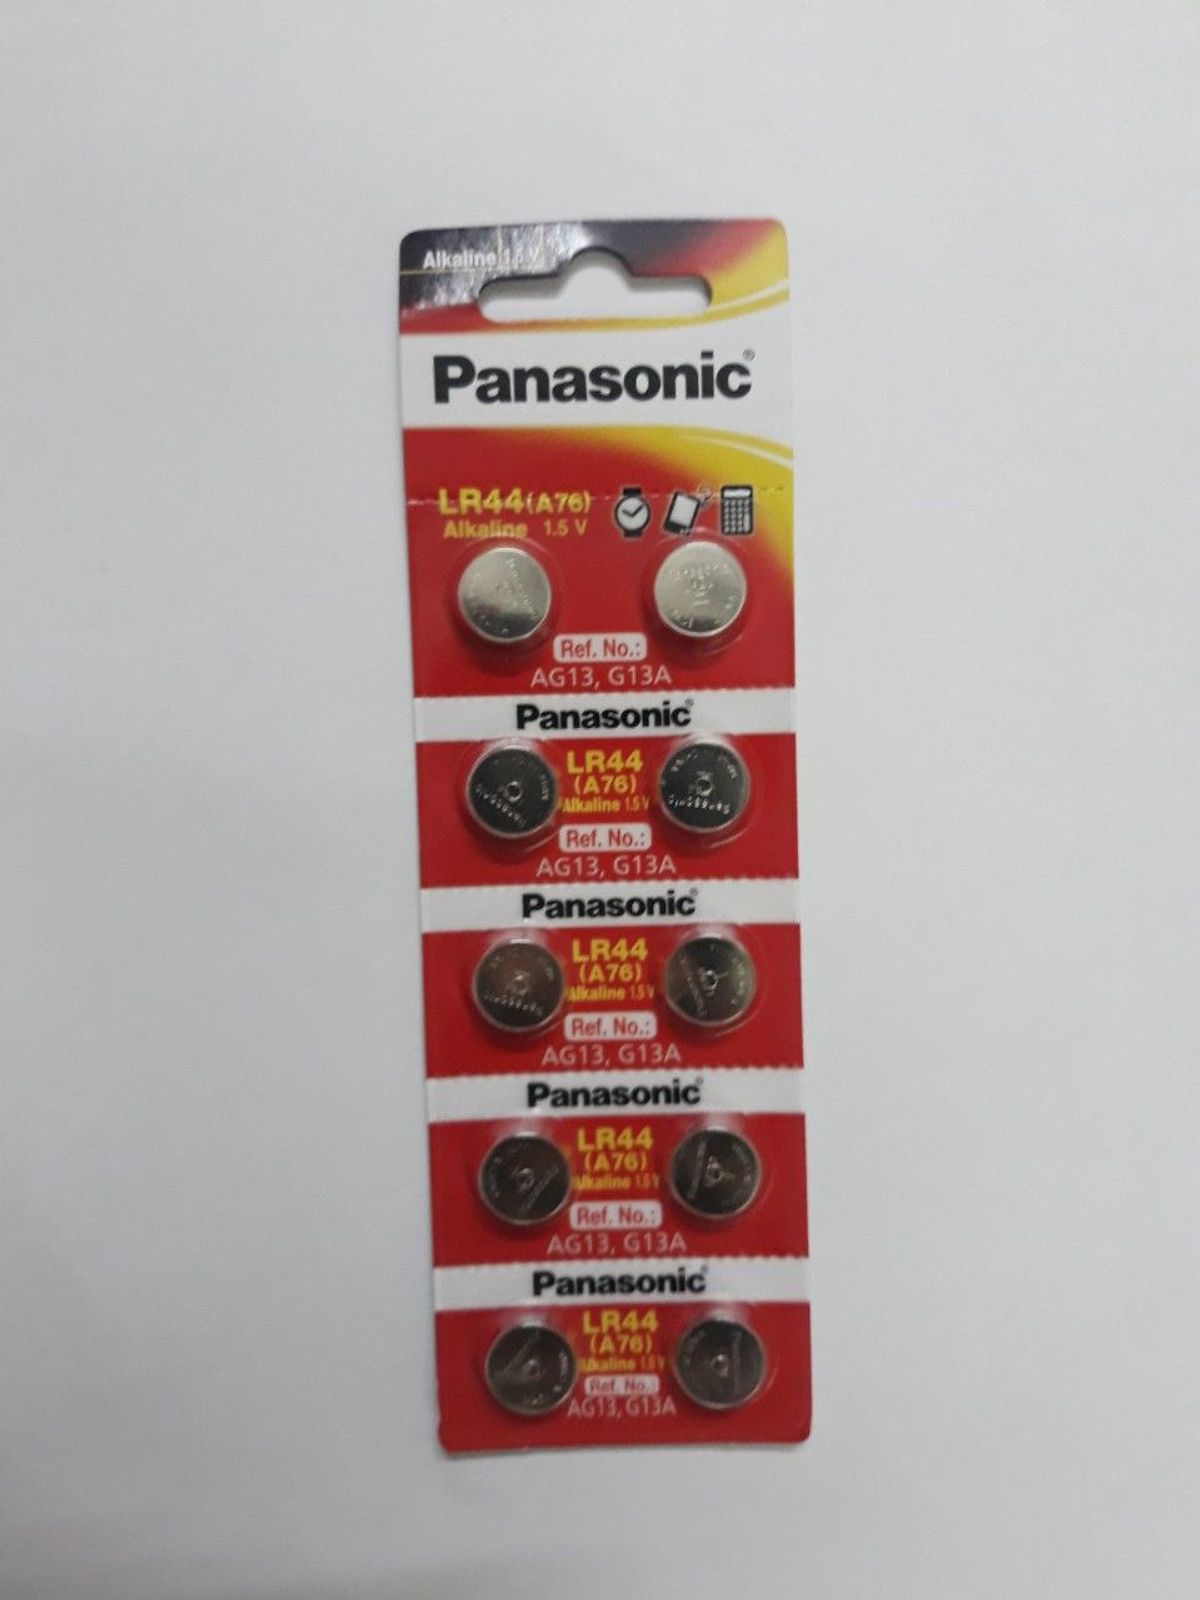 Alkaline 1.5 V
Panasonic®
LR44(A76)
Alkaline 1.5 V
Ref. No.:
AG13, G13A
Panasonic®
LR44
(A76)
Alkaline 1.5 V
Ref. No.:
AG13, G13A
Panasonic®
LR44
(A76)
Alkaline 1.5 V
Ref. No.:
AG13, G13A
Panasonic®
LR44
(A76)
Alkaline 1.5 V
Ref. No.:
AG13, G13A
Panasonic®
LR44
(A76)
Alkaline 1.5 V
Ref. No.:
AG13, G13A